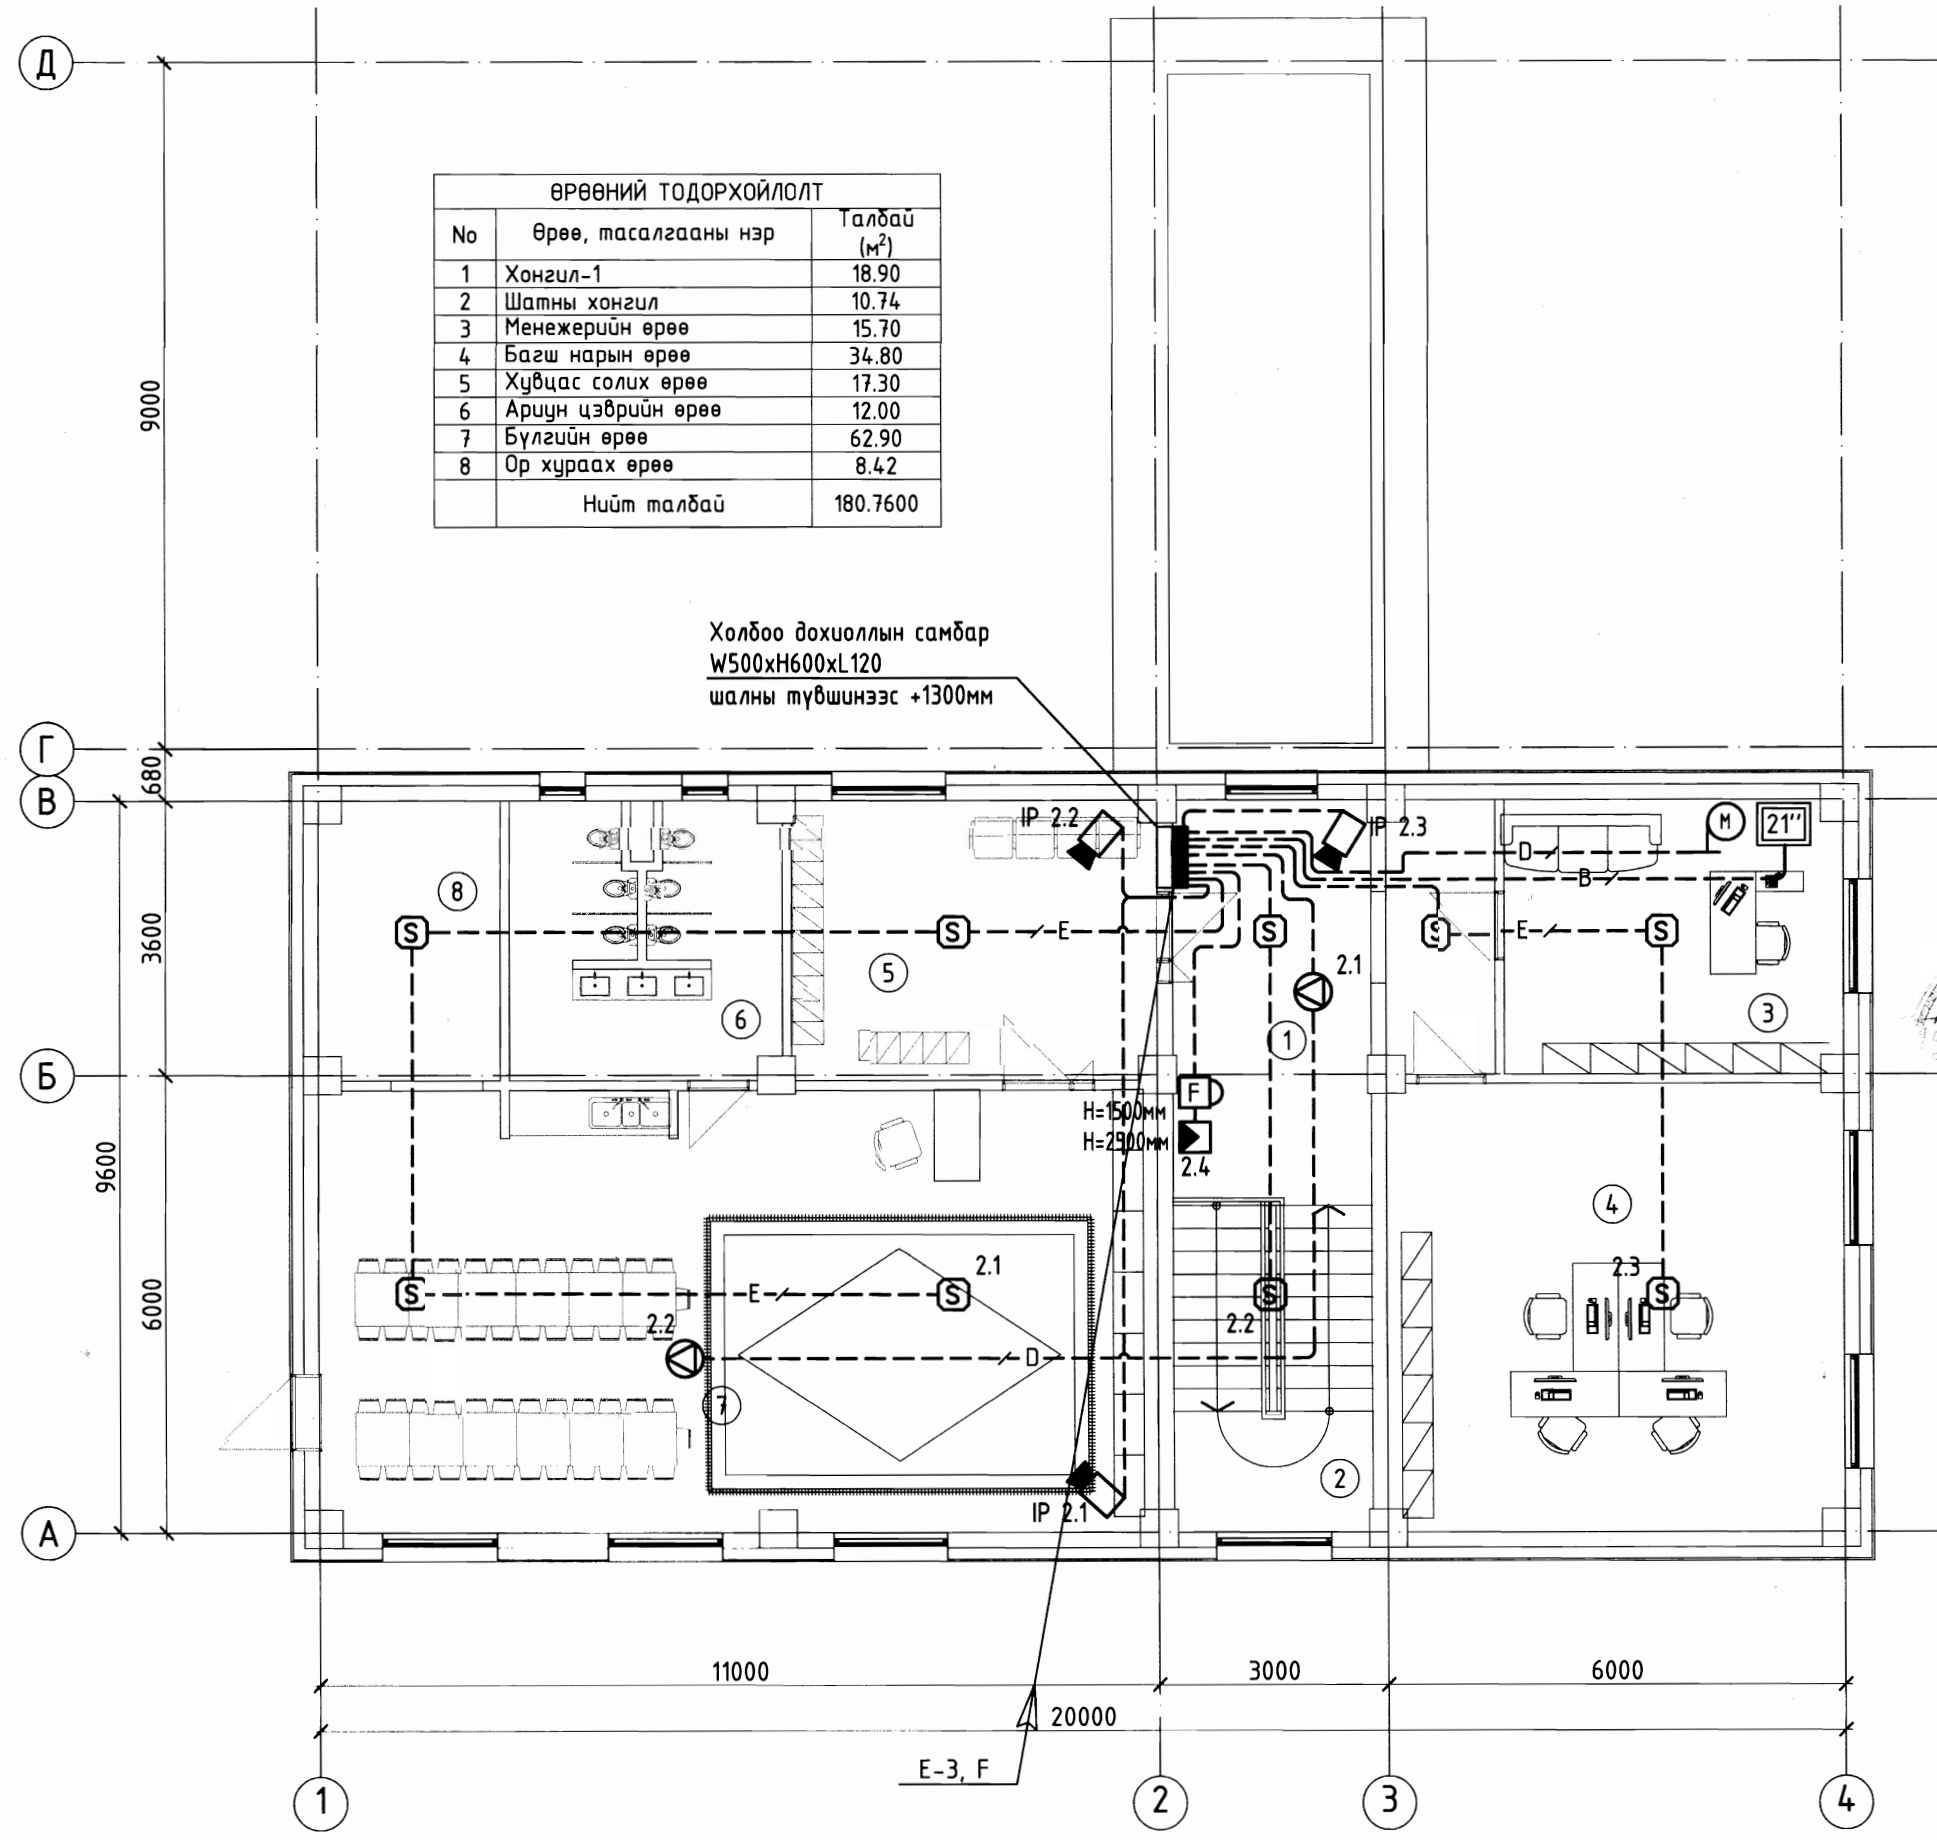 Д
ӨРӨӨНИЙ ТОДОРХОЙЛОЛТ
No Өрөө, тасалгааны нэр Талбай (м²)
1 Хонгил-1 18.90
2 Шатны хонгил 10.74
3 Менежерийн өрөө 15.70
4 Багш нарын өрөө 34.80
5 Хувцас солих өрөө 17.30
6 Ариун цэврийн өрөө 12.00
7 Бүлгийн өрөө 62.90
8 Ор хураах өрөө 8.42
Нийт талбай 180.7600
9000
Холбоо дохиоллын самбар
W500xH600xL120
шалны түвшинээс +1300мм
Г
680
В
IP 2.2
IP 2.3
M
21''
D
B
8
S
S
E
S
S
E
S
3600
5
2.1
6
1
3
Б
F
H=1500мм
H=2900мм
2.4
9600
4
6000
S
E
2.1
S
2.2
S
2.3
S
2.2
D
7
2
IP 2.1
А
11000
3000
6000
20000
E-3, F
1
2
3
4